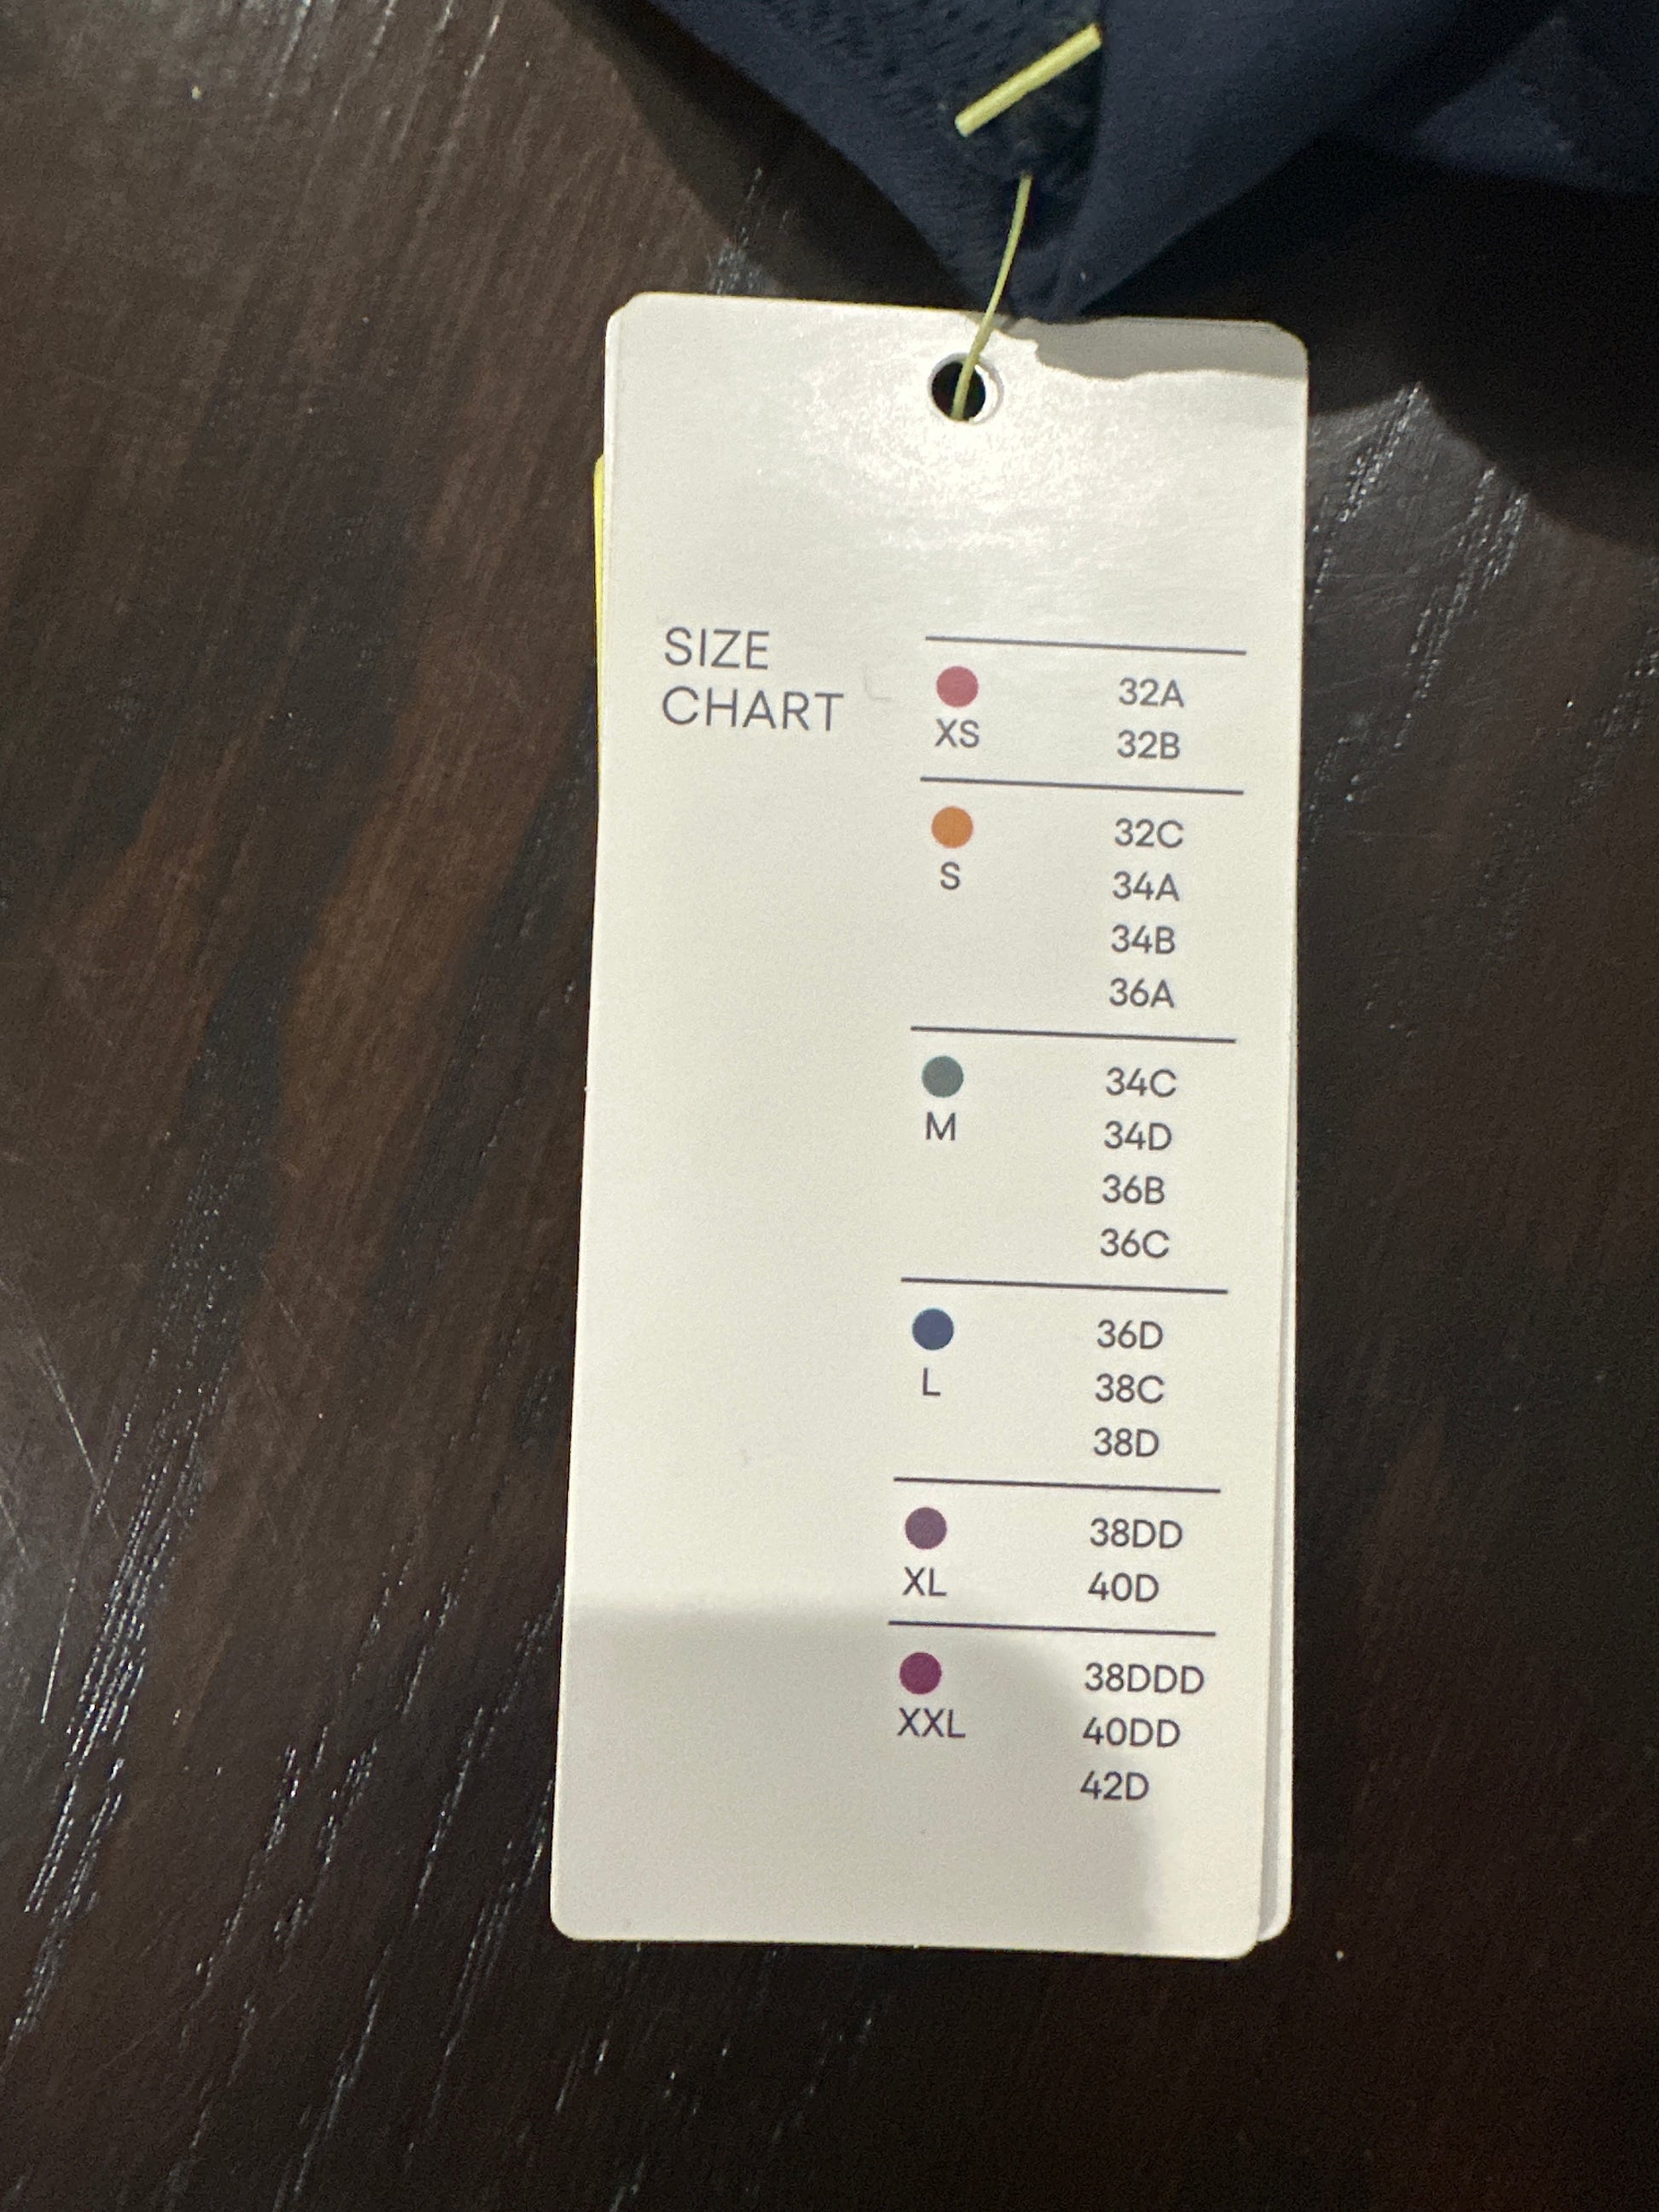 SIZE
CHART
XS
32A
32B
S
32C
34A
34B
36A
M
34C
34D
36B
36C
L
36D
38C
38D
XL
38DD
40D
XXL
38DDD
40DD
42D